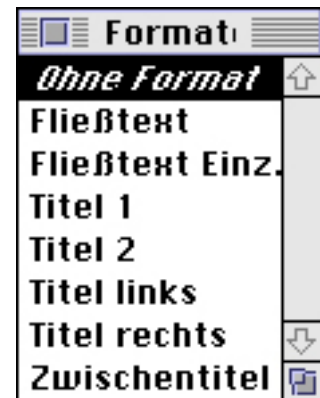 Format
Ohne Format
Fließtext
Fließtext Einz.
Titel 1
Titel 2
Titel links
Titel rechts
Zwischentitel